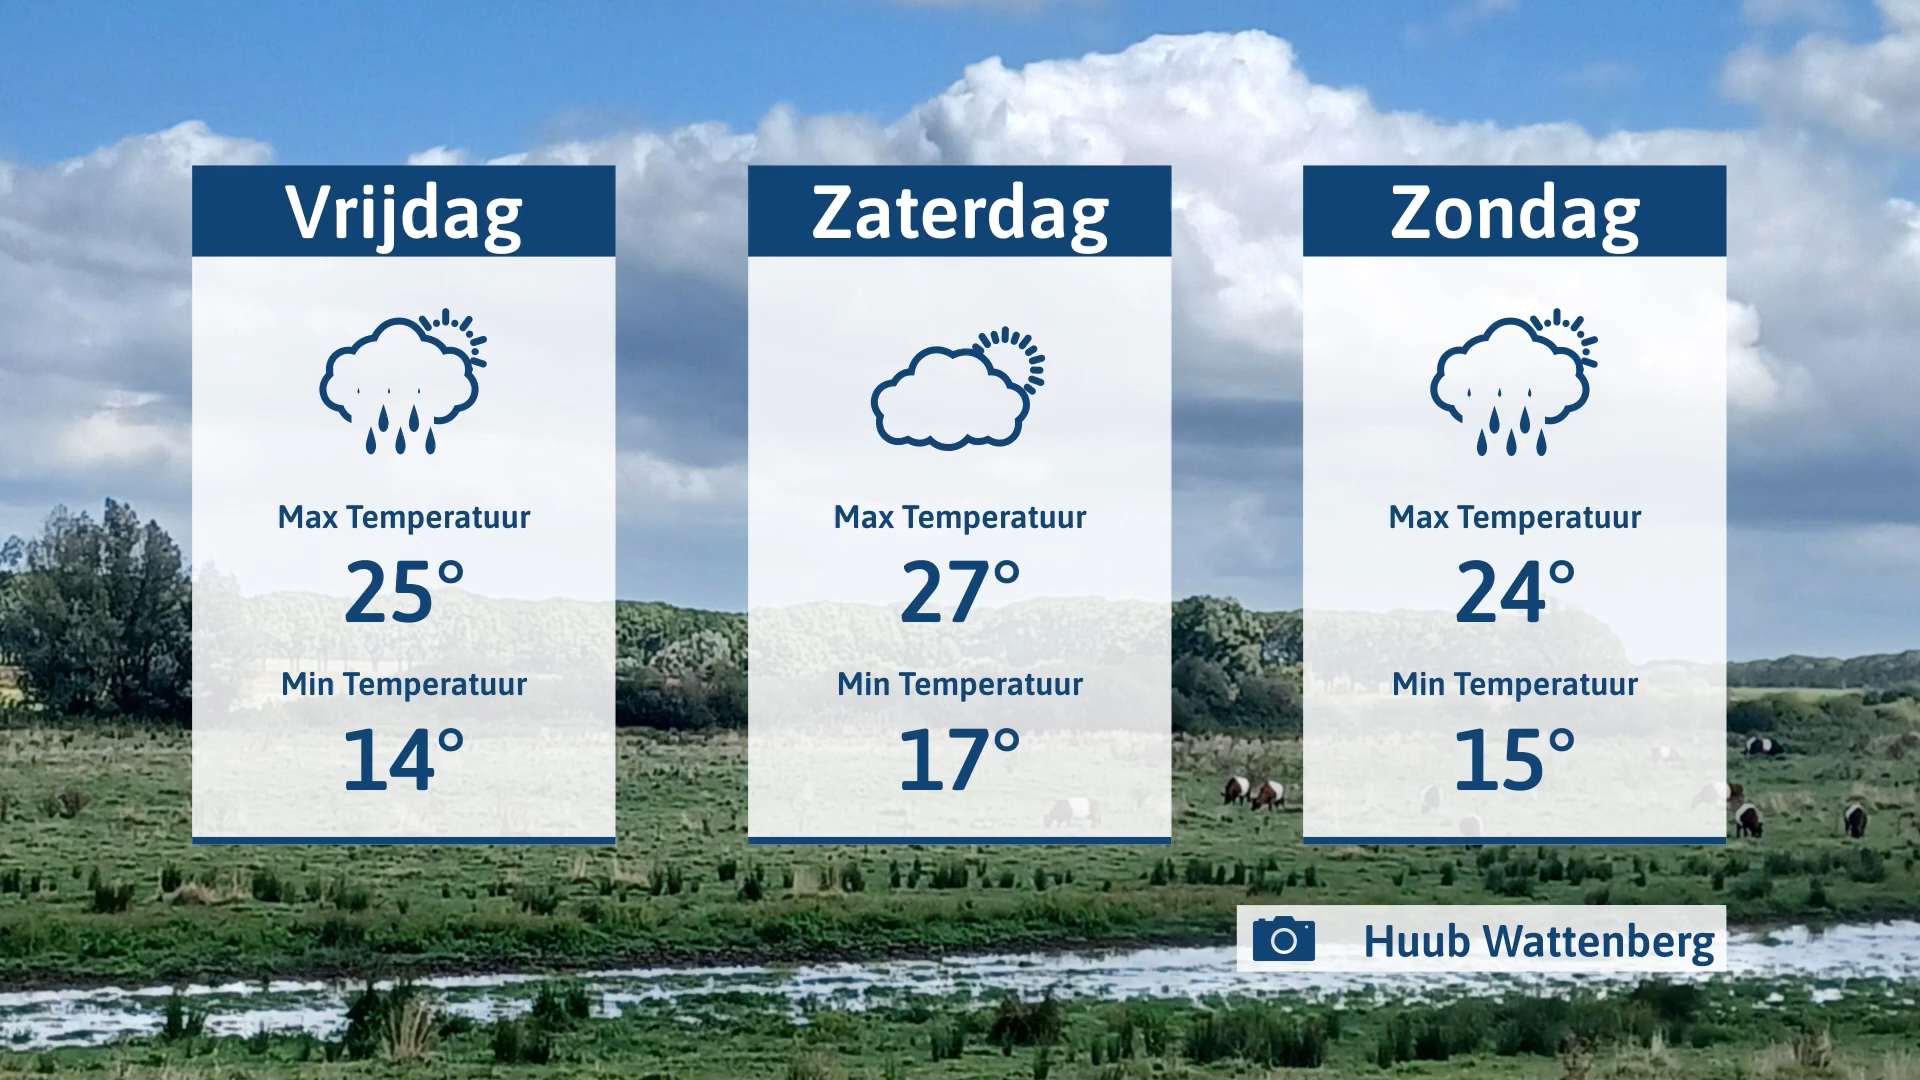 Vrijdag
Max Temperatuur
25°
Min Temperatuur
14°
Zaterdag
Max Temperatuur
27°
Min Temperatuur
17°
Zondag
Max Temperatuur
24°
Min Temperatuur
15°
Huub Wattenberg